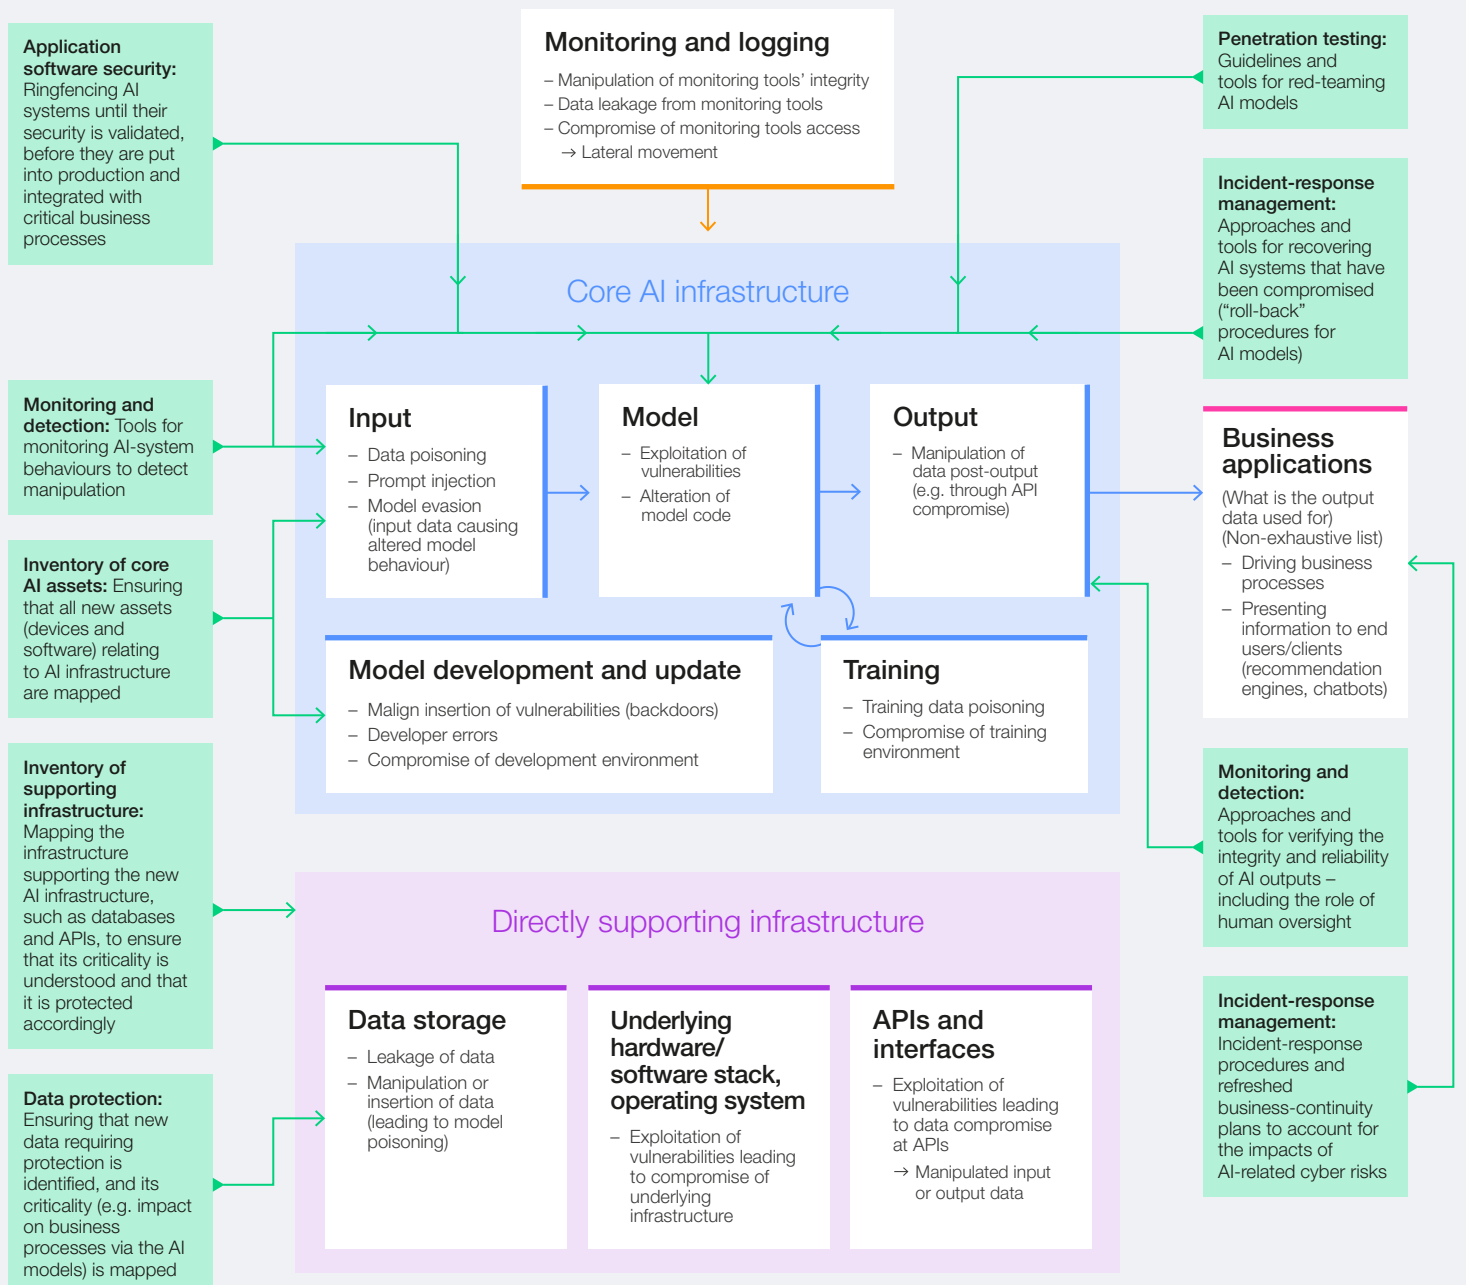 Application
software security:
Ringfencing AI
systems until their
security is validated,
before they are put
into production and
integrated with
critical business
processes
Monitoring and logging
– Manipulation of monitoring tools’ integrity
– Data leakage from monitoring tools
– Compromise of monitoring tools access
→ Lateral movement
Penetration testing:
Guidelines and
tools for red-teaming
AI models
Incident-response
management:
Approaches and
tools for recovering
AI systems that have
been compromised
(“roll-back”
procedures for
AI models)
Core AI infrastructure
Monitoring and
detection: Tools for
monitoring AI-system
behaviours to detect
manipulation
Input
– Data poisoning
– Prompt injection
– Model evasion
(input data causing
altered model
behaviour)
Model
– Exploitation of
vulnerabilities
– Alteration of
model code
Output
– Manipulation of
data post-output
(e.g. through API
compromise)
Business
applications
(What is the output
data used for)
(Non-exhaustive list)
– Driving business
processes
– Presenting
information to end
users/clients
(recommendation
engines, chatbots)
Inventory of core
AI assets: Ensuring
that all new assets
(devices and
software) relating
to AI infrastructure
are mapped
Model development and update
– Malign insertion of vulnerabilities (backdoors)
– Developer errors
– Compromise of development environment
Training
– Training data poisoning
– Compromise of training
environment
Inventory of
supporting
infrastructure:
Mapping the
infrastructure
supporting the new
AI infrastructure,
such as databases
and APIs, to ensure
that its criticality is
understood and that
it is protected
accordingly
Monitoring and
detection:
Approaches and
tools for verifying the
integrity and reliability
of AI outputs –
including the role of
human oversight
Directly supporting infrastructure
Data storage
– Leakage of data
– Manipulation or
insertion of data
(leading to model
poisoning)
Underlying
hardware/
software stack,
operating system
– Exploitation of
vulnerabilities leading
to compromise of
underlying
infrastructure
APIs and
interfaces
– Exploitation of
vulnerabilities leading
to data compromise
at APIs
→ Manipulated input
or output data
Incident-response
management:
Incident-response
procedures and
refreshed
business-continuity
plans to account for
the impacts of
AI-related cyber risks
Data protection:
Ensuring that new
data requiring
protection is
identified, and its
criticality (e.g. impact
on business
processes via the AI
models) is mapped